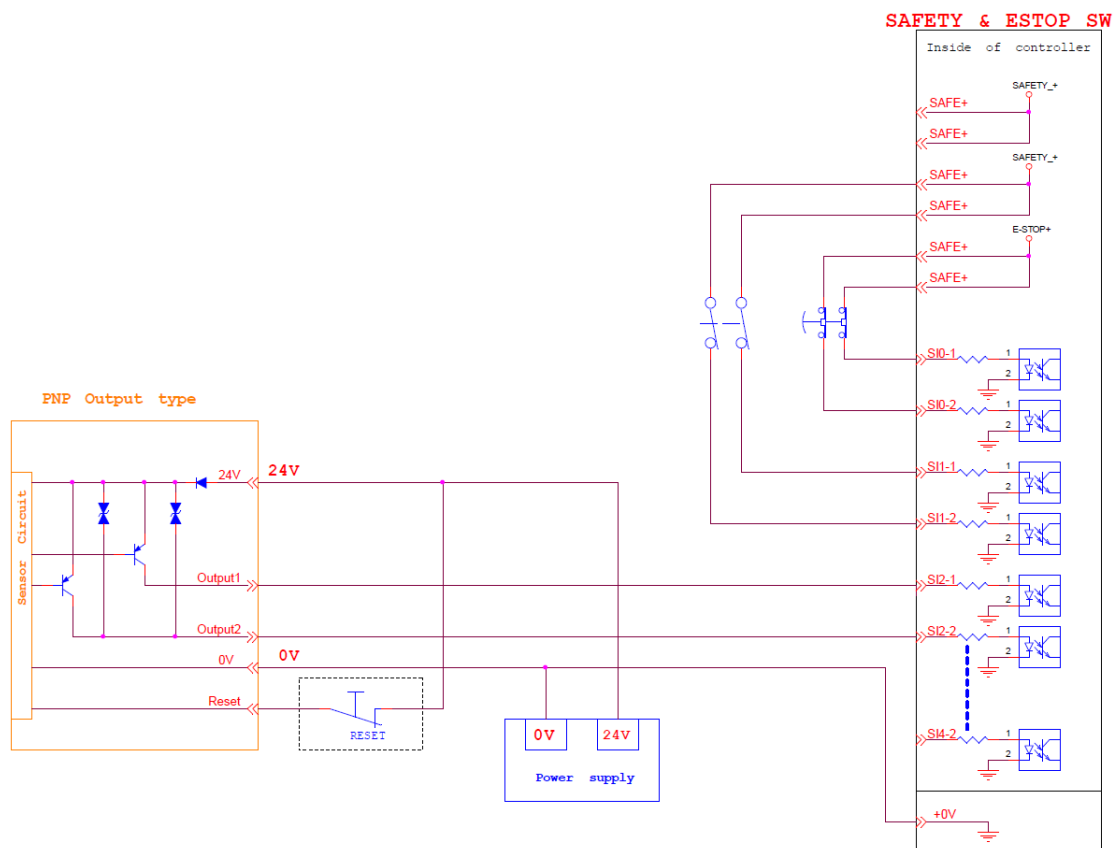 SAFETY & ESTOP SW
Inside of controller
SAFETY_+
SAFE+
SAFE+
SAFETY_+
SAFE+
SAFE+
E-STOP+
SAFE+
SAFE+
SI0-1
1
2
SI0-2
1
2
SI1-1
1
2
SI1-2
1
2
SI2-1
1
2
SI2-2
1
2
SI4-2
1
2
+0V
PNP Output type
Sensor Circuit
24V
24V
Output1
Output2
0V
0V
Reset
RESET
0V
24V
Power supply